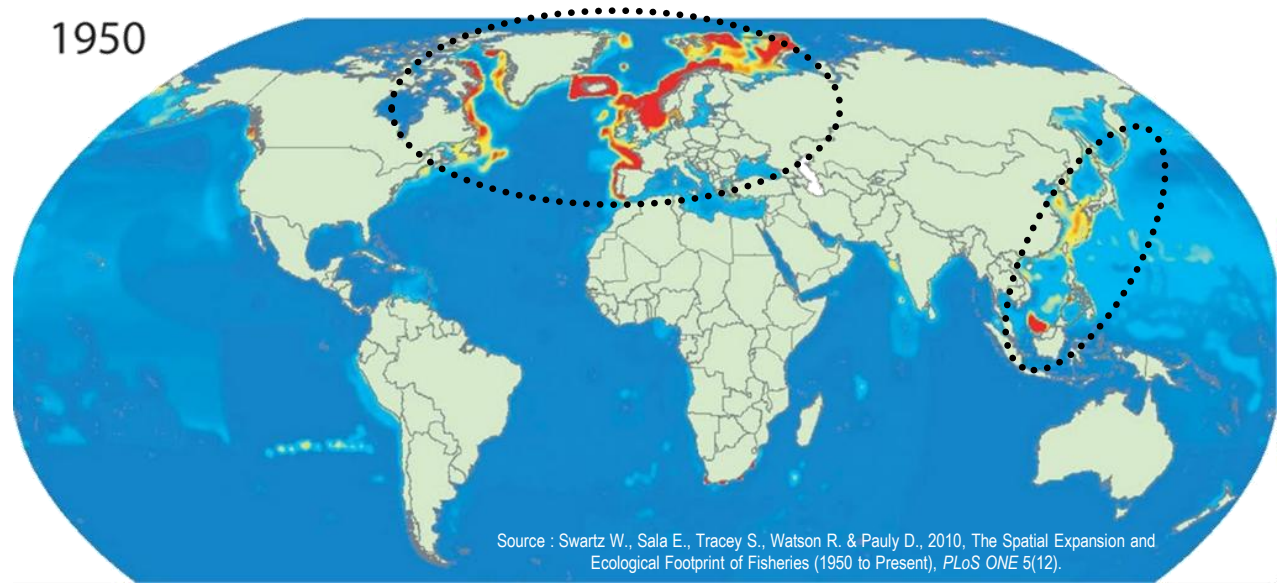 1950
Source : Swartz W., Sala E., Tracey S., Watson R. & Pauly D., 2010, The Spatial Expansion and
Ecological Footprint of Fisheries (1950 to Present), PLoS ONE 5(12).